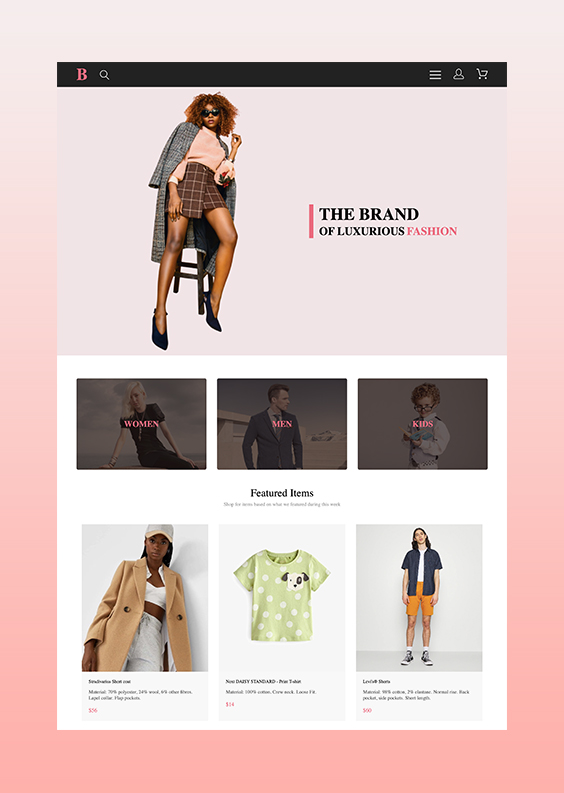 B
THE BRAND
OF LUXURIOUS FASHION
WOMEN
MEN
KIDS
Featured Items
Shop for items based on what we featured during this week
Stradivarius Short coat
Material: 70% polyester, 24% wool, 6% other fibres.
Lapel collar. Flap pockets.
$56
Next DAISY STANDARD - Print T-shirt
Material: 100% cotton. Crew neck. Loose Fit.
$14
Levi's® Shorts
Material: 98% cotton, 2% elastane. Normal rise. Back
pocket, side pockets. Short length.
$60